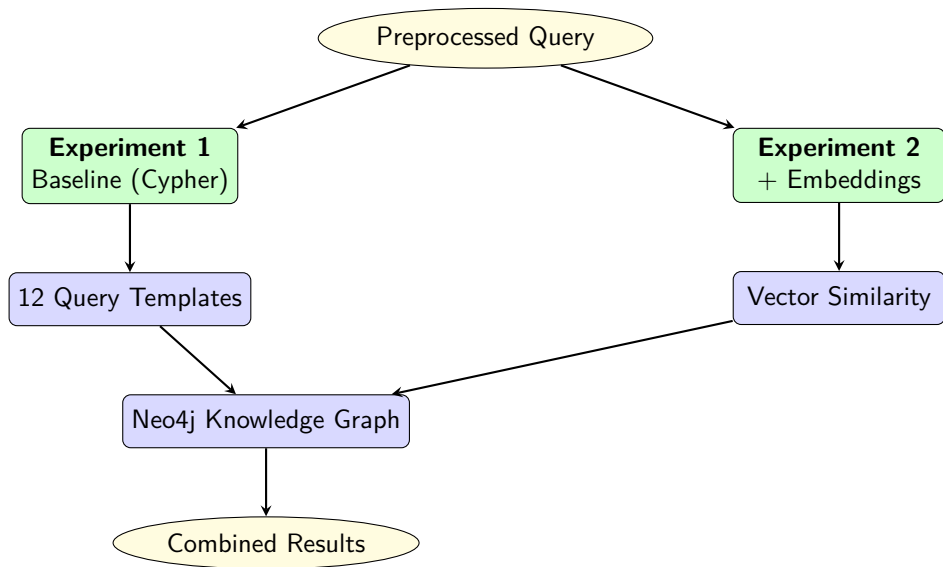 Preprocessed Query
Experiment 1
Baseline (Cypher)
Experiment 2
+ Embeddings
12 Query Templates
Vector Similarity
Neo4j Knowledge Graph
Combined Results